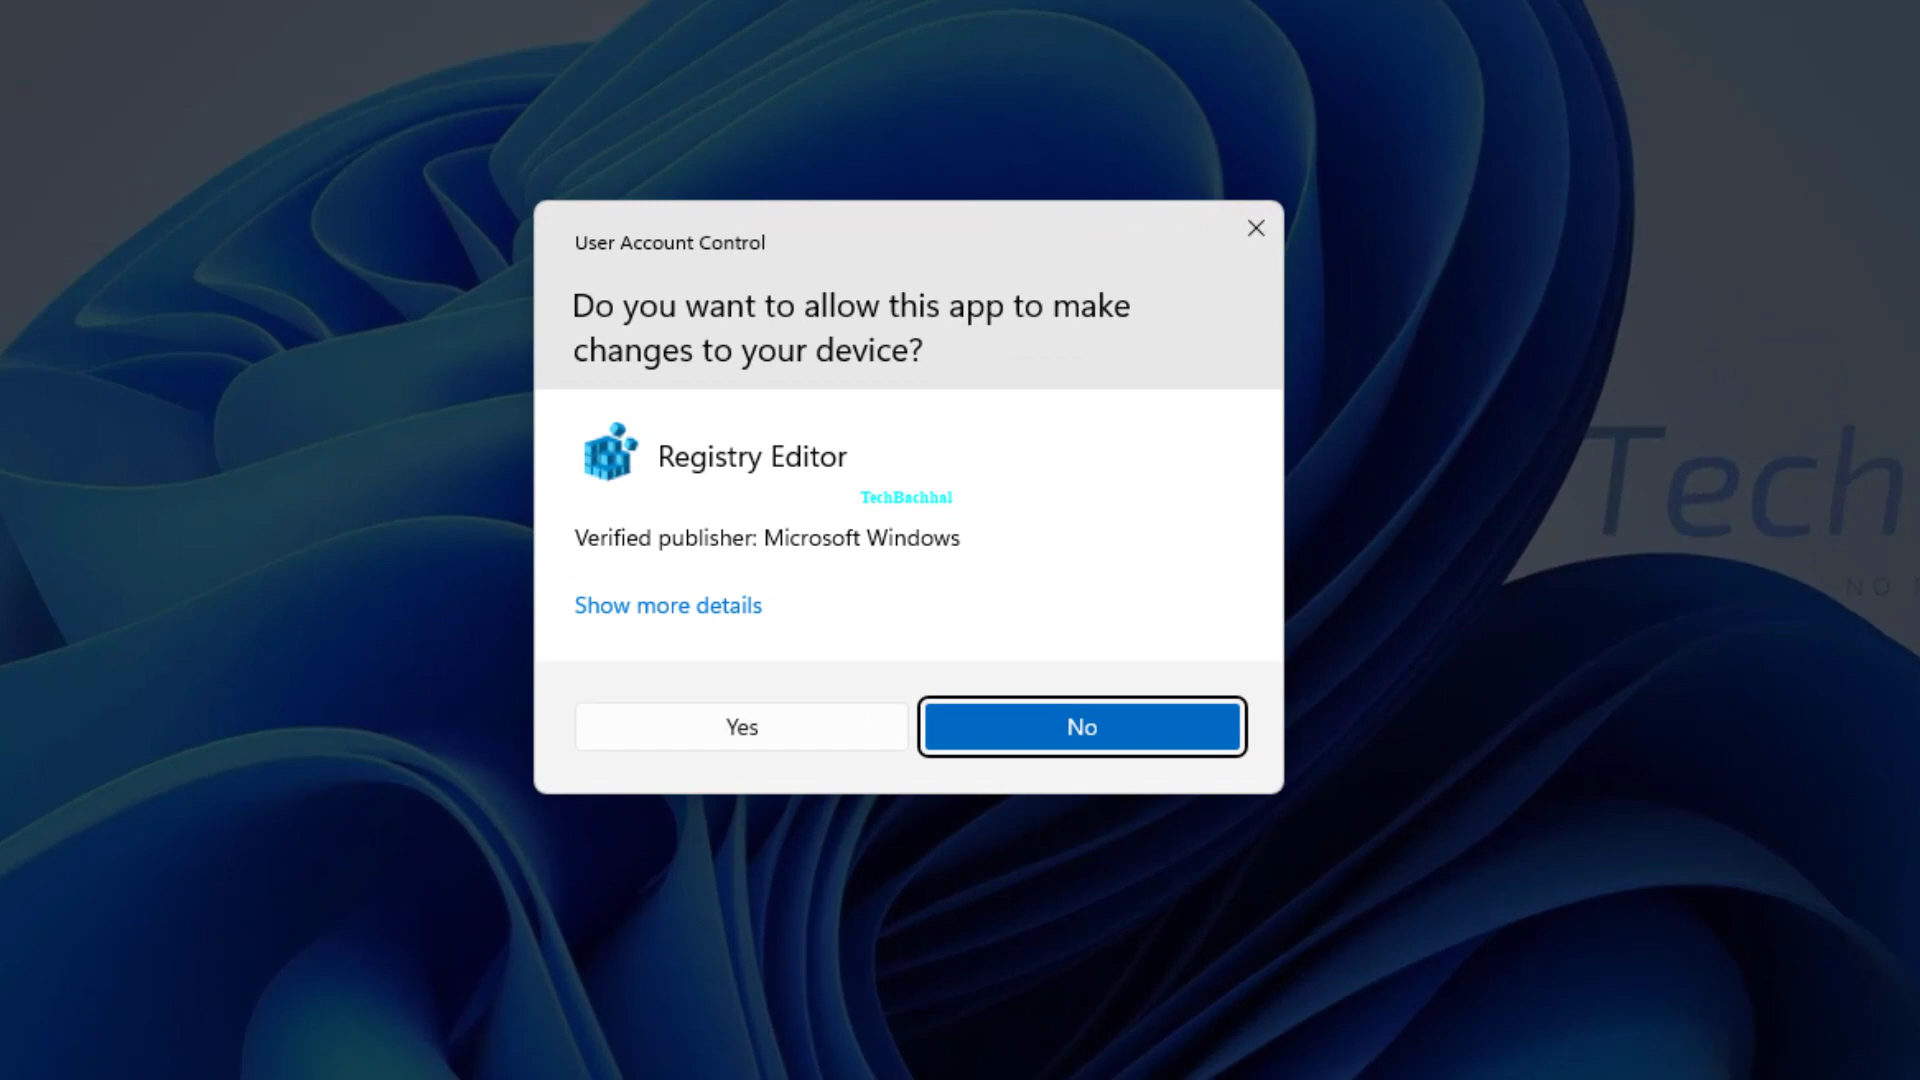 User Account Control
Do you want to allow this app to make
changes to your device?
Registry Editor
TechBachhal
Verified publisher: Microsoft Windows
Show more details
Yes
No
Tech
NO